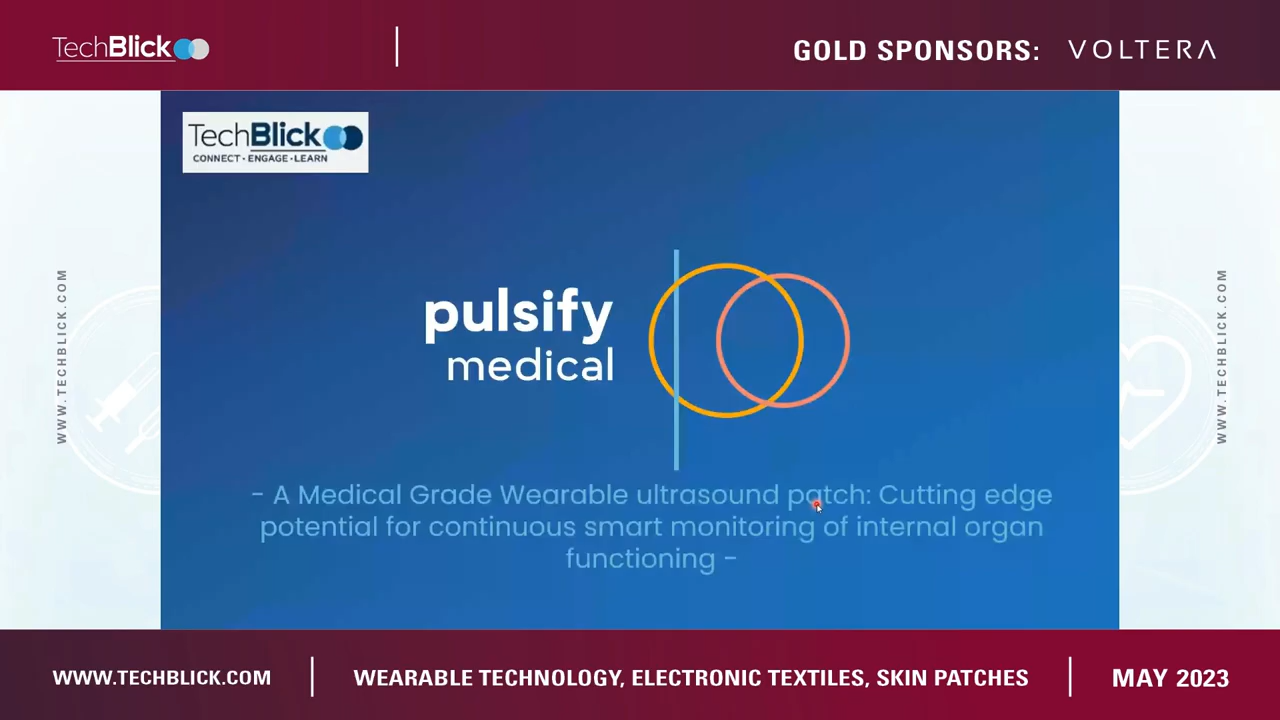 TechBlick
GOLD SPONSORS: VOLTERA
TechBlick
CONNECT · ENGAGE · LEARN
WWW.TECHBLICK.COM
WWW.TECHBLICK.COM
pulsify
medical
- A Medical Grade Wearable ultrasound patch: Cutting edge
potential for continuous smart monitoring of internal organ
functioning -
WWW.TECHBLICK.COM
WEARABLE TECHNOLOGY, ELECTRONIC TEXTILES, SKIN PATCHES
MAY 2023